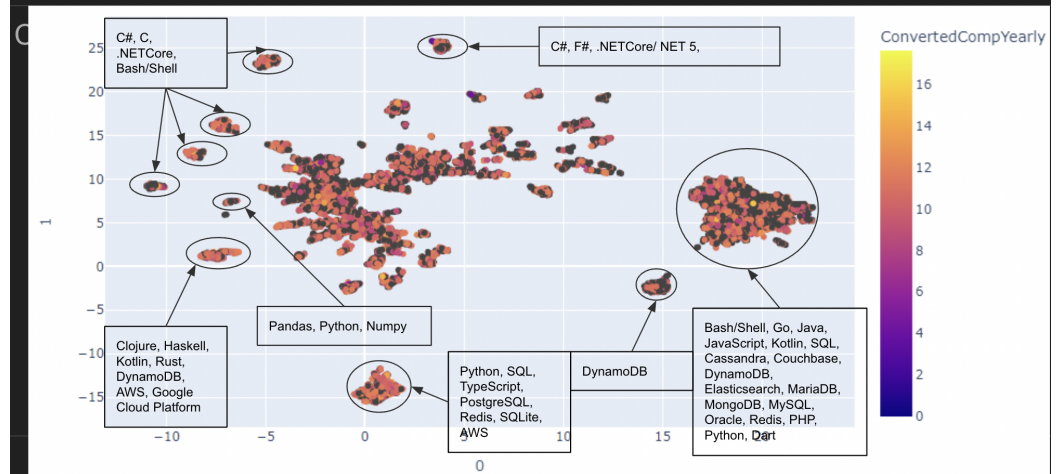 C
C#, C,
.NETCore,
Bash/Shell
C#, F#, .NETCore/ NET 5,
ConvertedCompYearly
25
20
15
10
5
0
−5
−10
−15
1
16
14
12
10
8
6
4
2
0
Pandas, Python, Numpy
Clojure, Haskell,
Kotlin, Rust,
DynamoDB,
AWS, Google
Cloud Platform
Python, SQL,
TypeScript,
PostgreSQL,
Redis, SQLite,
AWS
DynamoDB
Bash/Shell, Go, Java,
JavaScript, Kotlin, SQL,
Cassandra, Couchbase,
DynamoDB,
Elasticsearch, MariaDB,
MongoDB, MySQL,
Oracle, Redis, PHP,
Python, Dart
−10
−5
0
5
10
15
20
0